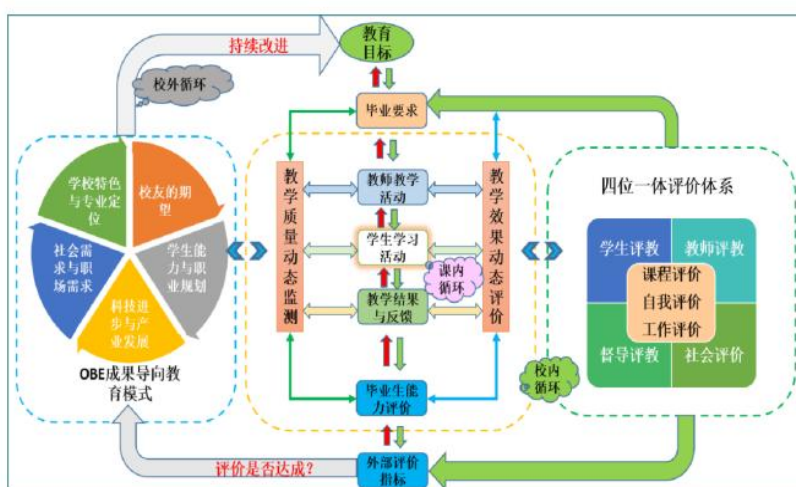 持续改进
教育
目标
校外循环
毕业要求
学校特色
与专业定
位
校友的期
望
社会需
求与职
场需求
学生能
力与职
业规划
科技进
步与产
业发展
OBE成果导向教
育模式
教学质量动态监测
教师教学
活动
学生学习
活动
课内
循环
教学结果
与反馈
教学效果动态评价
毕业生能
力评价
外部评价
指标
评价是否达成?
四位一体评价体系
学生评教
教师评教
课程评价
自我评价
工作评价
督导评教
社会评价
校内
循环